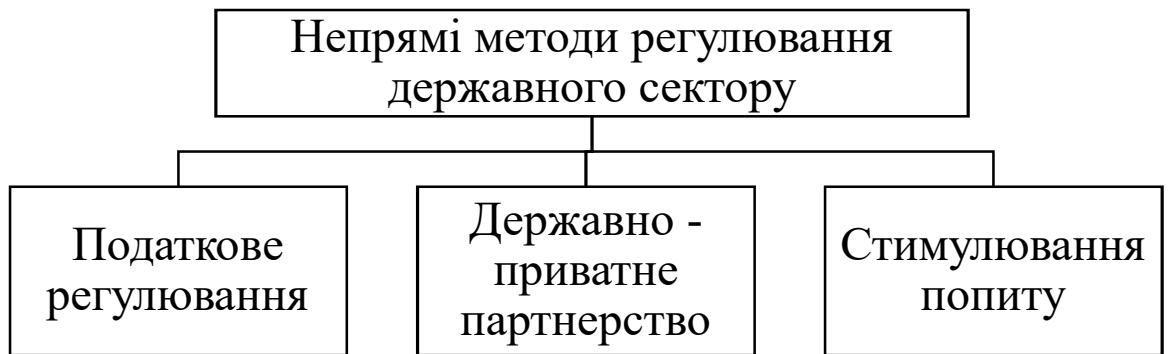 Непрямі методи регулювання
державного сектору
Податкове
регулювання
Державно -
приватне
партнерство
Стимулювання
попиту